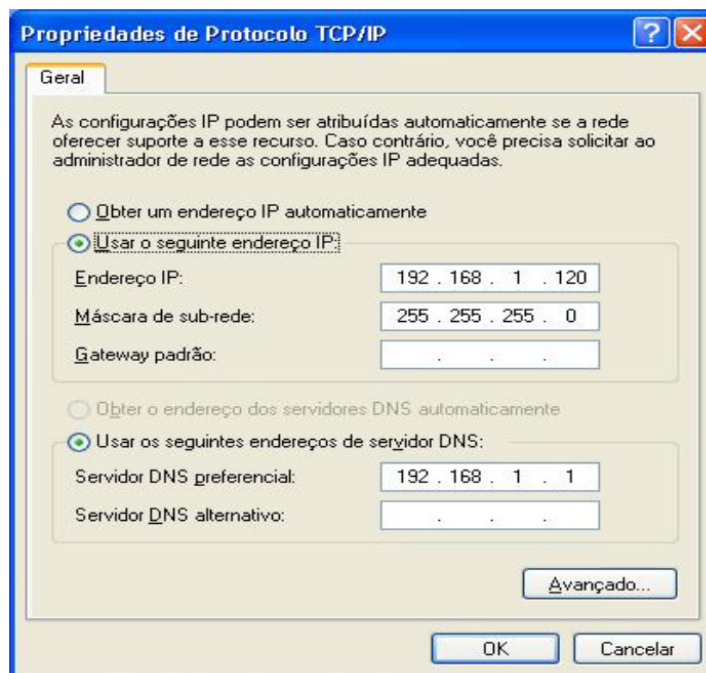 Propriedades de Protocolo TCP/IP
Geral
As configurações IP podem ser atribuídas automaticamente se a rede
oferecer suporte a esse recurso. Caso contrário, você precisa solicitar ao
administrador de rede as configurações IP adequadas.
Obter um endereço IP automaticamente
Usar o seguinte endereço IP:
Endereço IP: 192 . 168 . 1 . 120
Máscara de sub-rede: 255 . 255 . 255 . 0
Gateway padrão: . . .
Obter o endereço dos servidores DNS automaticamente
Usar os seguintes endereços de servidor DNS:
Servidor DNS preferencial: 192 . 168 . 1 . 1
Servidor DNS alternativo: . . .
Avançado...
OK Cancelar